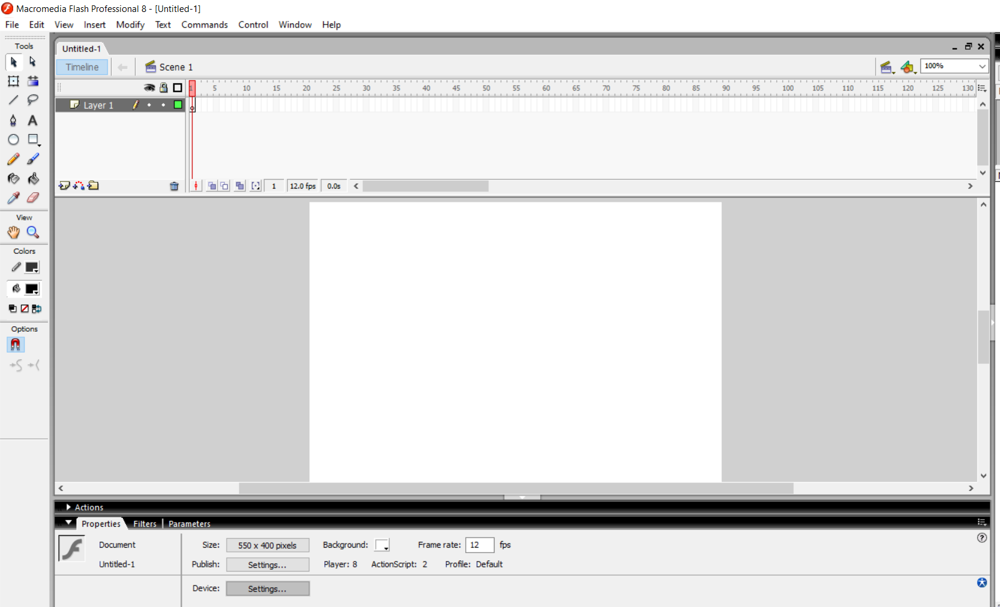 Macromedia Flash Professional 8 - [Untitled-1]
File Edit View Insert Modify Text Commands Control Window Help
Tools
Untitled-1
Timeline
Scene 1
100%
1 5 10 15 20 25 30 35 40 45 50 55 60 65 70 75 80 85 90 95 100 105 110 115 120 125 130
Layer 1
1 12.0 fps 0.0s
View
Colors
Options
Actions
Properties Filters Parameters
Document Size: 550 x 400 pixels Background: Frame rate: 12 fps
Untitled-1 Publish: Settings... Player: 8 ActionScript: 2 Profile: Default
Device: Settings...